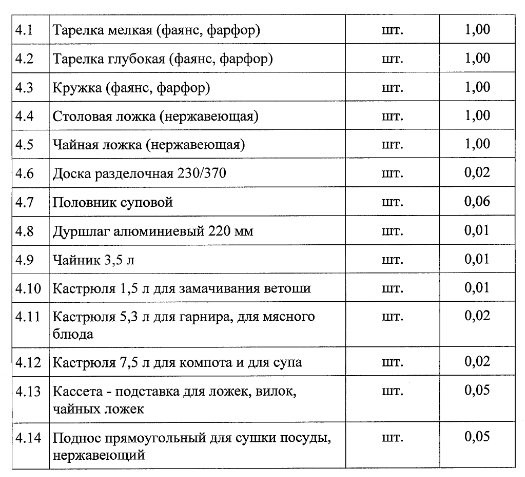 4.1 Тарелка мелкая (фаянс, фарфор) шт. 1,00
4.2 Тарелка глубокая (фаянс, фарфор) шт. 1,00
4.3 Кружка (фаянс, фарфор) шт. 1,00
4.4 Столовая ложка (нержавеющая) шт. 1,00
4.5 Чайная ложка (нержавеющая) шт. 1,00
4.6 Доска разделочная 230/370 шт. 0,02
4.7 Половник суповой шт. 0,06
4.8 Дуршлаг алюминиевый 220 мм шт. 0,01
4.9 Чайник 3,5 л шт. 0,01
4.10 Кастрюля 1,5 л для замачивания ветоши шт. 0,01
4.11 Кастрюля 5,3 л для гарнира, для мясного шт. 0,02
блюда
4.12 Кастрюля 7,5 л для компота и для супа шт. 0,02
4.13 Кассета - подставка для ложек, вилок, шт. 0,05
чайных ложек
4.14 Поднос прямоугольный для сушки посуды, шт. 0,05
нержавеющий